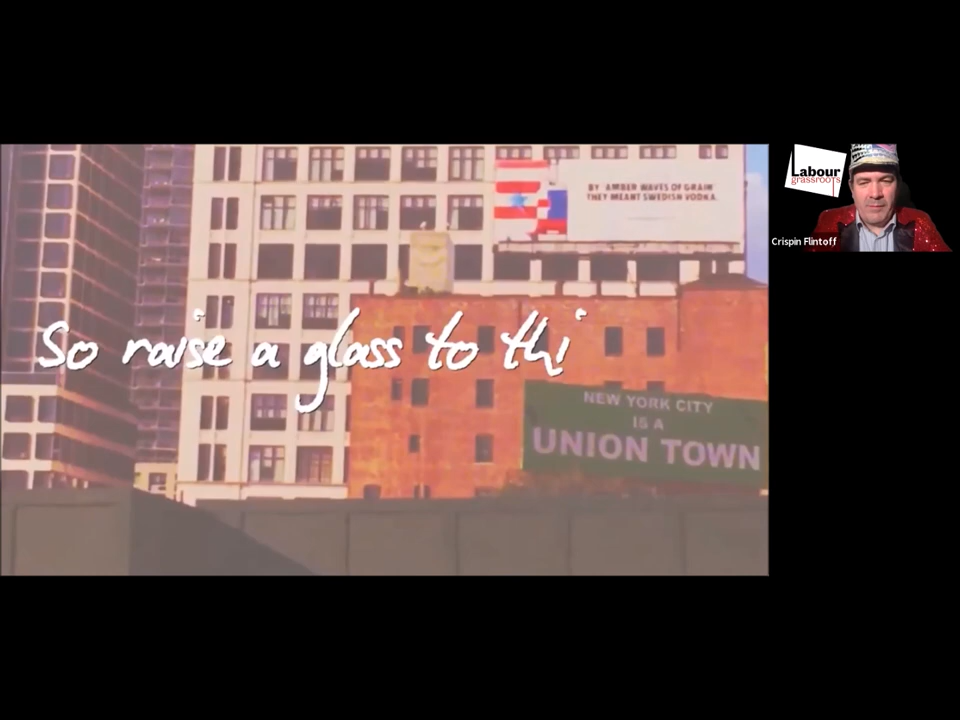 BY 'AMBER WAVES OF GRAIN'
THEY MEANT SWEDISH VODKA.
So raise a glass to thi
NEW YORK CITY
IS A
UNION TOWN
Labour
grassroots
Crispin Flintoff